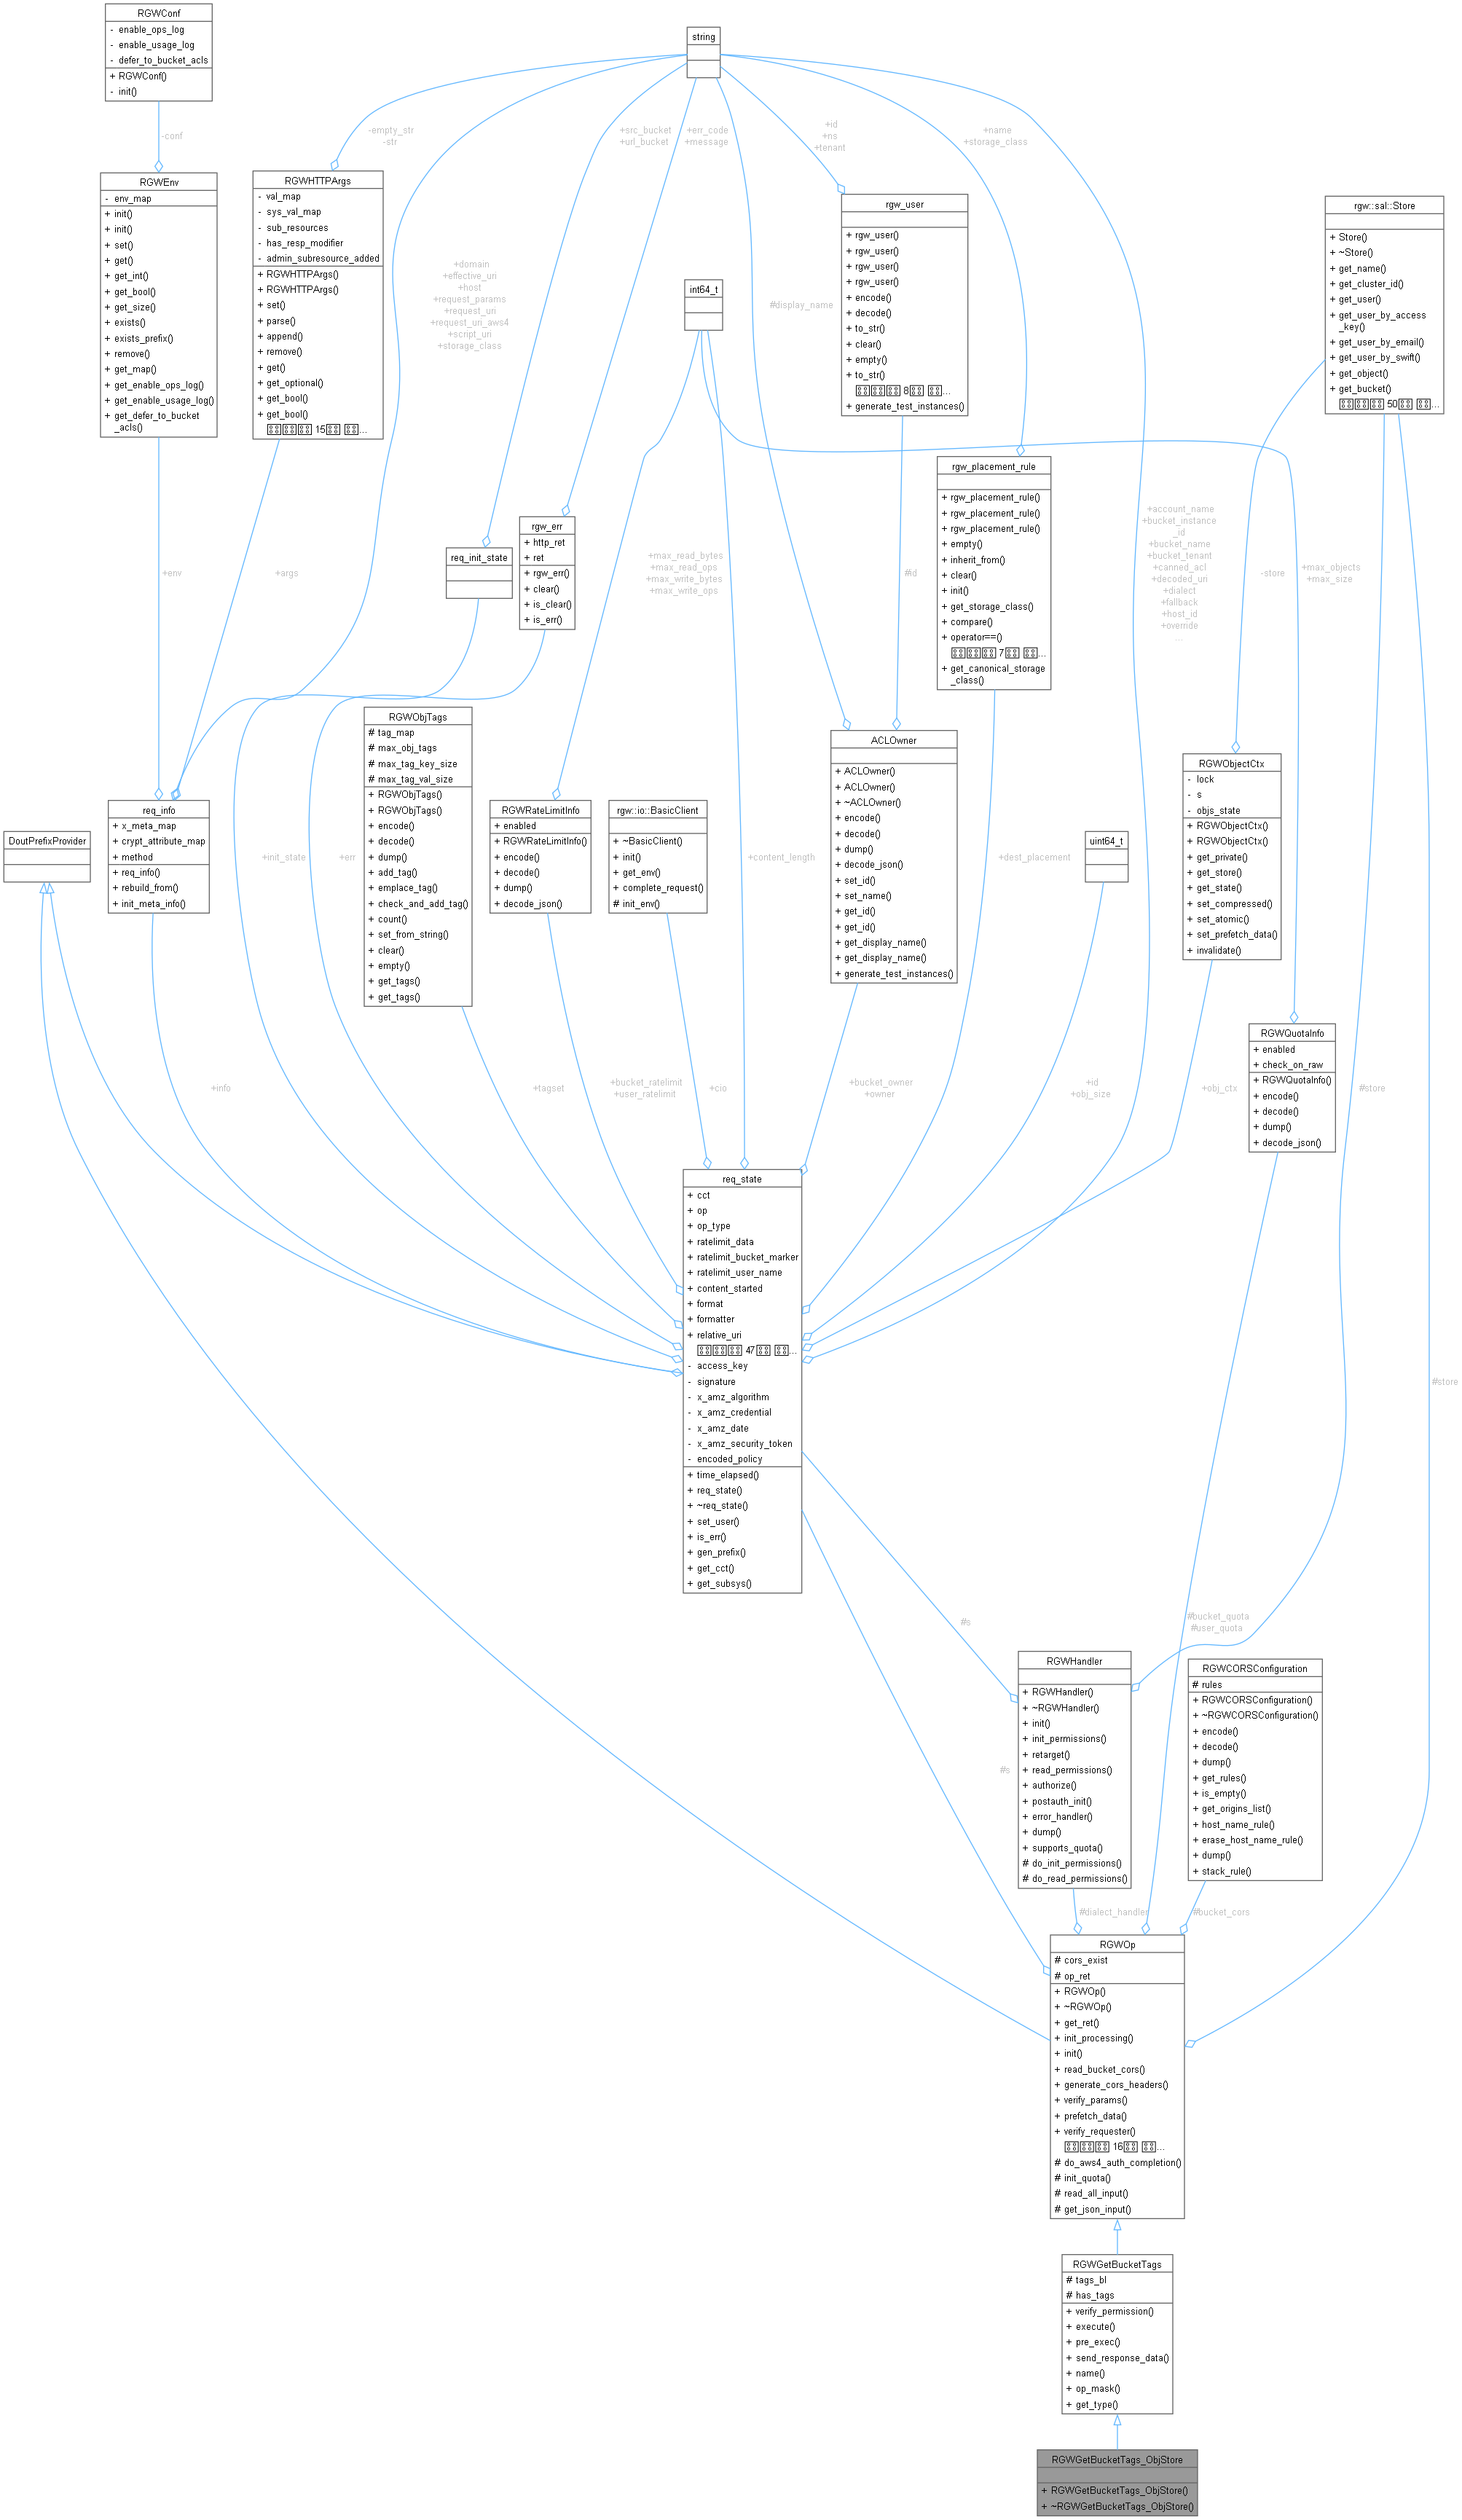 RGWConf
- enable_ops_log
- enable_usage_log
- defer_to_bucket_acls
+ RGWConf()
- init()
string
-conf
-empty_str
-str
+src_bucket
+url_bucket
+err_code
+message
+id
+ns
+tenant
+name
+storage_class
RGWEnv
- env_map
+ init()
+ init()
+ set()
+ get()
+ get_int()
+ get_bool()
+ get_size()
+ exists()
+ exists_prefix()
+ remove()
+ get_map()
+ get_enable_ops_log()
+ get_enable_usage_log()
+ get_defer_to_bucket
_acls()
RGWHTTPArgs
- val_map
- sys_val_map
- sub_resources
- has_resp_modifier
- admin_subresource_added
+ RGWHTTPArgs()
+ RGWHTTPArgs()
+ set()
+ parse()
+ append()
+ remove()
+ get()
+ get_optional()
+ get_bool()
+ get_bool()
15 ...
+domain
+effective_uri
+host
+request_params
+request_uri
+request_uri_aws4
+script_uri
+storage_class
int64_t
#display_name
rgw_user
+ rgw_user()
+ rgw_user()
+ rgw_user()
+ rgw_user()
+ encode()
+ decode()
+ to_str()
+ clear()
+ empty()
+ to_str()
8 ...
+ generate_test_instances()
rgw::sal::Store
+ Store()
+ ~Store()
+ get_name()
+ get_cluster_id()
+ get_user()
+ get_user_by_access
_key()
+ get_user_by_email()
+ get_user_by_swift()
+ get_object()
+ get_bucket()
50 ...
+env
+args
req_init_state
rgw_err
+ http_ret
+ ret
+ rgw_err()
+ clear()
+ is_clear()
+ is_err()
+max_read_bytes
+max_read_ops
+max_write_bytes
+max_write_ops
#id
rgw_placement_rule
+ rgw_placement_rule()
+ rgw_placement_rule()
+ rgw_placement_rule()
+ empty()
+ inherit_from()
+ clear()
+ init()
+ get_storage_class()
+ compare()
+ operator==()
7 ...
+ get_canonical_storage
_class()
+account_name
+bucket_instance
_id
+bucket_name
+bucket_tenant
+canned_acl
+decoded_uri
+dialect
+fallback
+host_id
+override
...
-store
+max_objects
+max_size
DoutPrefixProvider
req_info
+ x_meta_map
+ crypt_attribute_map
+ method
+ req_info()
+ rebuild_from()
+ init_meta_info()
+init_state
+err
RGWObjTags
# tag_map
# max_obj_tags
# max_tag_key_size
# max_tag_val_size
+ RGWObjTags()
+ RGWObjTags()
+ encode()
+ decode()
+ dump()
+ add_tag()
+ emplace_tag()
+ check_and_add_tag()
+ count()
+ set_from_string()
+ clear()
+ empty()
+ get_tags()
+ get_tags()
RGWRateLimitInfo
+ enabled
+ RGWRateLimitInfo()
+ encode()
+ decode()
+ dump()
+ decode_json()
rgw::io::BasicClient
+ ~BasicClient()
+ init()
+ get_env()
+ complete_request()
# init_env()
+content_length
ACLOwner
+ ACLOwner()
+ ACLOwner()
+ ~ACLOwner()
+ encode()
+ decode()
+ dump()
+ decode_json()
+ set_id()
+ set_name()
+ get_id()
+ get_id()
+ get_display_name()
+ get_display_name()
+ generate_test_instances()
+dest_placement
uint64_t
RGWObjectCtx
- lock
- s
- objs_state
+ RGWObjectCtx()
+ RGWObjectCtx()
+ get_private()
+ get_store()
+ get_state()
+ set_compressed()
+ set_atomic()
+ set_prefetch_data()
+ invalidate()
RGWQuotaInfo
+ enabled
+ check_on_raw
+ RGWQuotaInfo()
+ encode()
+ decode()
+ dump()
+ decode_json()
+info
+tagset
+bucket_ratelimit
+user_ratelimit
+cio
+bucket_owner
+owner
+id
+obj_size
+obj_ctx
#store
req_state
+ cct
+ op
+ op_type
+ ratelimit_data
+ ratelimit_bucket_marker
+ ratelimit_user_name
+ content_started
+ format
+ formatter
+ relative_uri
47 ...
- access_key
- signature
- x_amz_algorithm
- x_amz_credential
- x_amz_date
- x_amz_security_token
- encoded_policy
+ time_elapsed()
+ req_state()
+ ~req_state()
+ set_user()
+ is_err()
+ gen_prefix()
+ get_cct()
+ get_subsys()
#store
#s
#bucket_quota
#user_quota
#s
RGWHandler
+ RGWHandler()
+ ~RGWHandler()
+ init()
+ init_permissions()
+ retarget()
+ read_permissions()
+ authorize()
+ postauth_init()
+ error_handler()
+ dump()
+ supports_quota()
# do_init_permissions()
# do_read_permissions()
RGWCORSConfiguration
# rules
+ RGWCORSConfiguration()
+ ~RGWCORSConfiguration()
+ encode()
+ decode()
+ dump()
+ get_rules()
+ is_empty()
+ get_origins_list()
+ host_name_rule()
+ erase_host_name_rule()
+ dump()
+ stack_rule()
#dialect_handler
#bucket_cors
RGWOp
# cors_exist
# op_ret
+ RGWOp()
+ ~RGWOp()
+ get_ret()
+ init_processing()
+ init()
+ read_bucket_cors()
+ generate_cors_headers()
+ verify_params()
+ prefetch_data()
+ verify_requester()
16 ...
# do_aws4_auth_completion()
# init_quota()
# read_all_input()
# get_json_input()
RGWGetBucketTags
# tags_bl
# has_tags
+ verify_permission()
+ execute()
+ pre_exec()
+ send_response_data()
+ name()
+ op_mask()
+ get_type()
RGWGetBucketTags_ObjStore
+ RGWGetBucketTags_ObjStore()
+ ~RGWGetBucketTags_ObjStore()